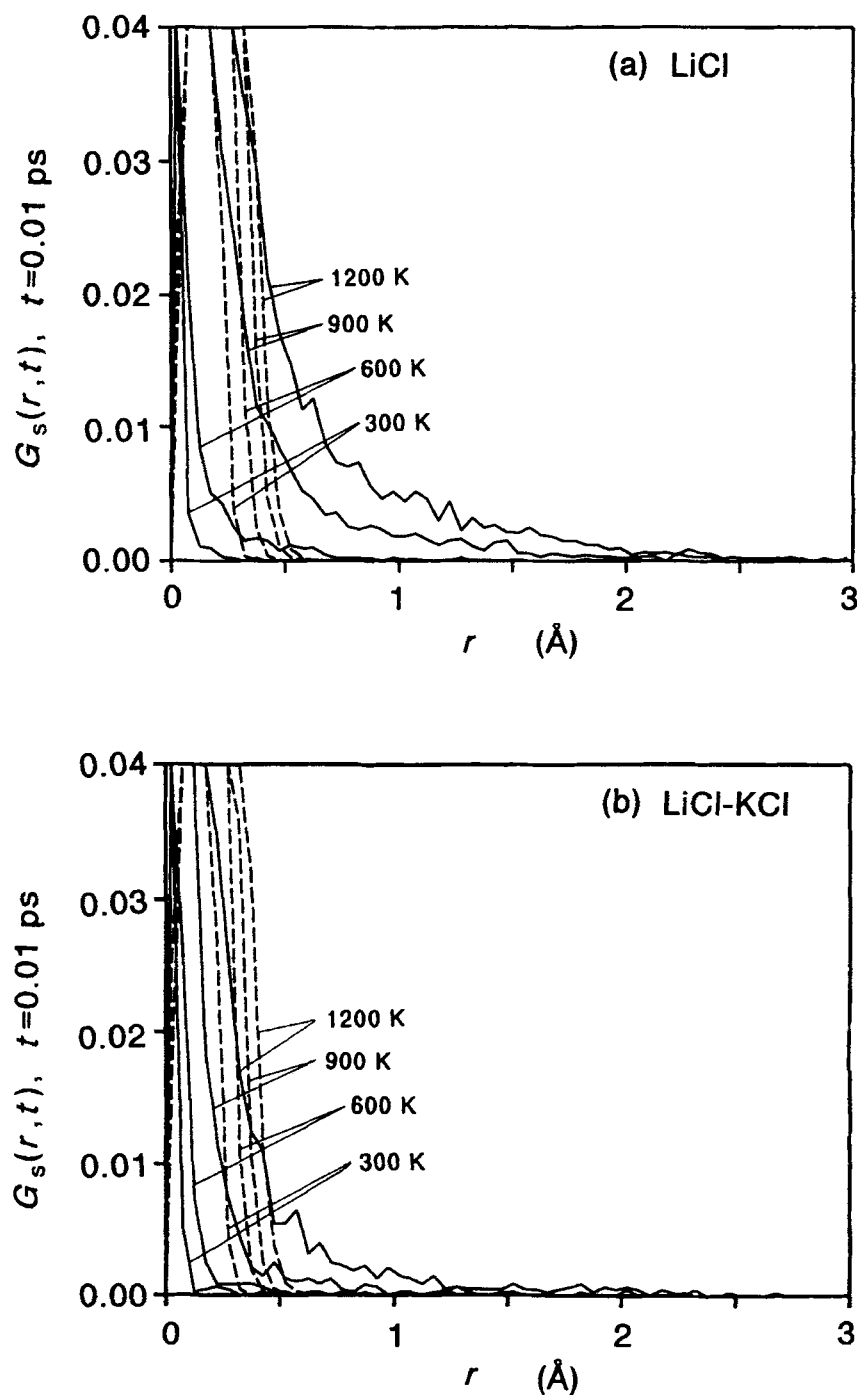 0.04
(a) LiCl
0.03
0.02
0.01
0.00
Gs(r,t), t=0.01 ps
1200 K
900 K
600 K
300 K
0 1 2 3
r (Å)
0.04
(b) LiCl-KCl
0.03
0.02
0.01
0.00
Gs(r,t), t=0.01 ps
1200 K
900 K
600 K
300 K
0 1 2 3
r (Å)